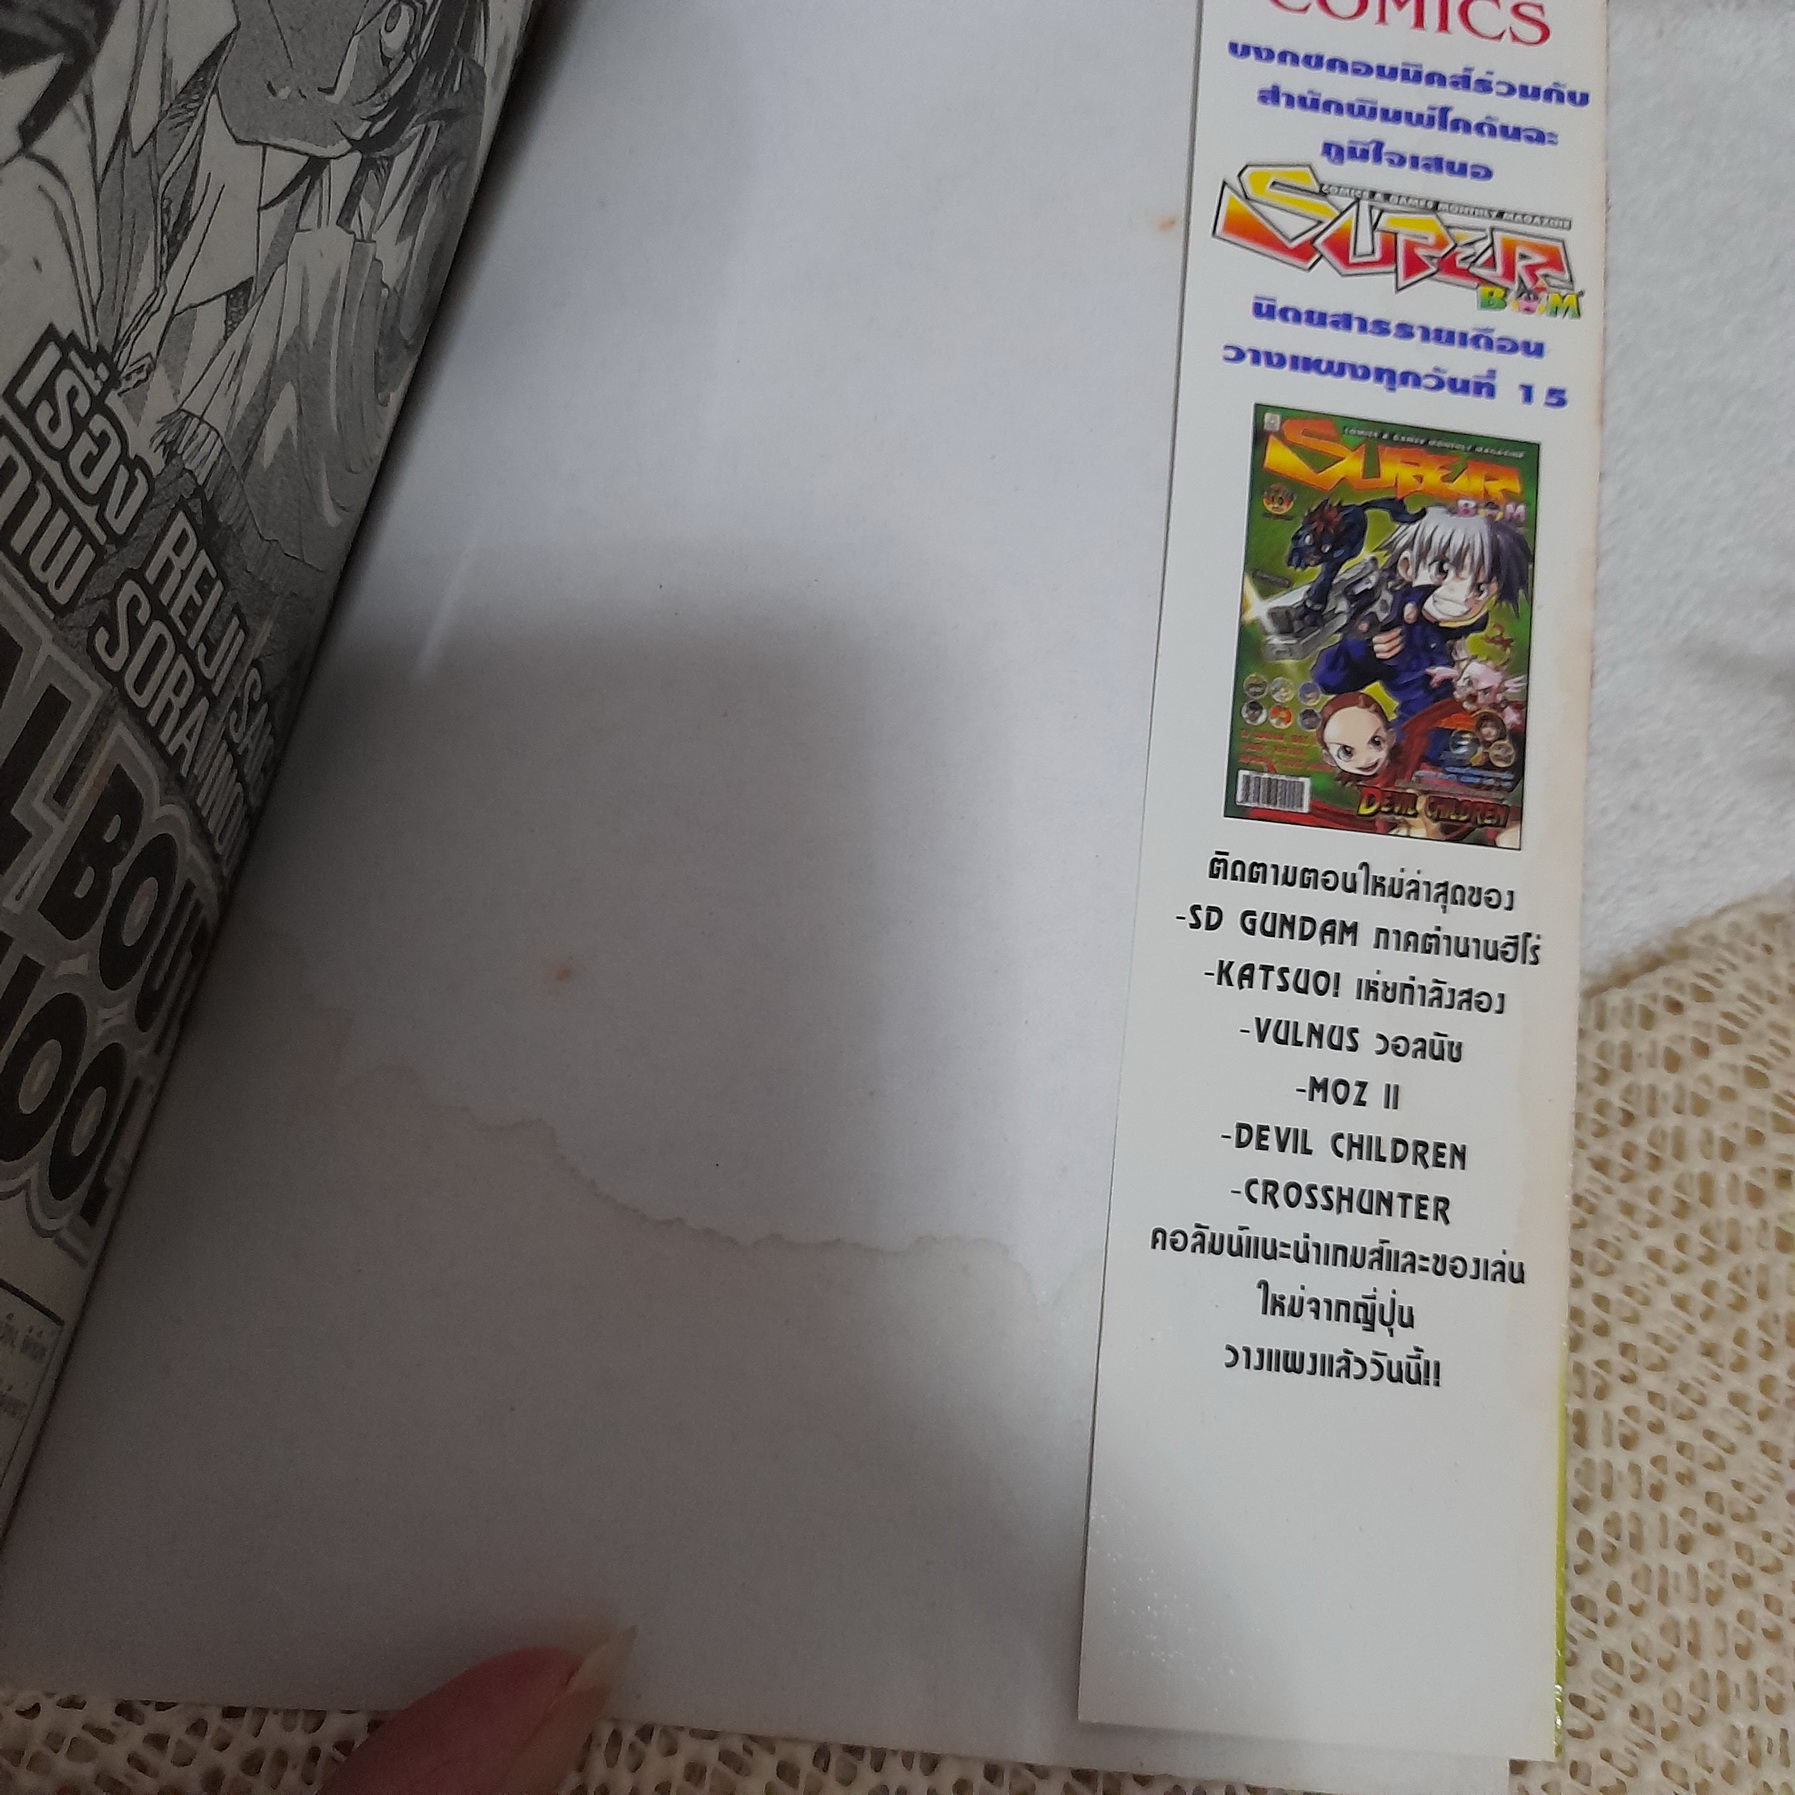 COMICS
บงกชคอมมิคส์ร่วมกับ
สำนักพิมพ์โคดันฉะ
ภูมิใจเสนอ
COMICS & GAMES MONTHLY MAGAZINE
SUPER
BOM
นิตยสารรายเดือน
วางแผงทุกวันที่ 15
COMICS & GAMES MONTHLY MAGAZINE
SUPER
BOM
DEVIL CHILDREN
ติดตามตอนใหม่ล่าสุดของ
-SD GUNDAM ภาคตำนานฮีโร่
-KATSUO! เห่ยกำลังสอง
-VULNUS วอลนัช
-MOZ II
-DEVIL CHILDREN
-CROSSHUNTER
คอลัมน์แนะนำเกมส์และของเล่น
ใหม่จากญี่ปุ่น
วางแผงแล้ววันนี้!!
เรื่อง REIJI
ภาพ SORA